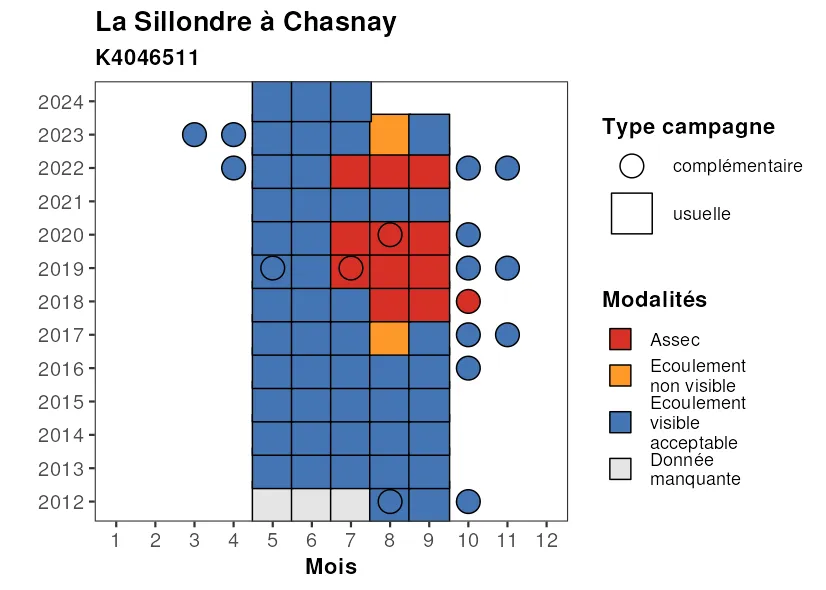 La Sillondre à Chasnay
K4046511
2024
2023
2022
2021
2020
2019
2018
2017
2016
2015
2014
2013
2012
1 2 3 4 5 6 7 8 9 10 11 12
Mois
Type campagne
complémentaire
usuelle
Modalités
Assec
Ecoulement
non visible
Ecoulement
visible
acceptable
Donnée
manquante